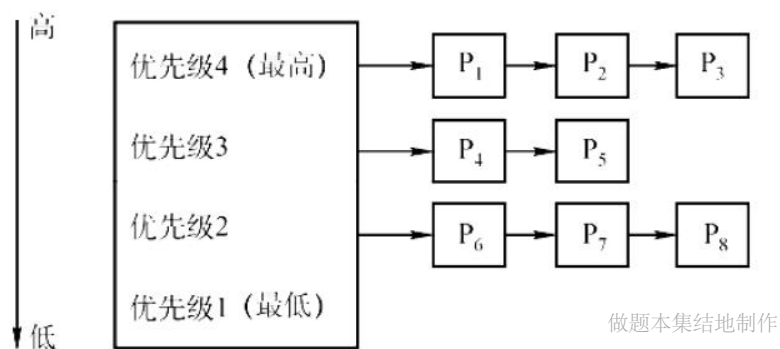 高
优先级4（最高） P₁ P₂ P₃
优先级3 P₄ P₅
优先级2 P₆ P₇ P₈
优先级1（最低）
低
做题本集结地制作